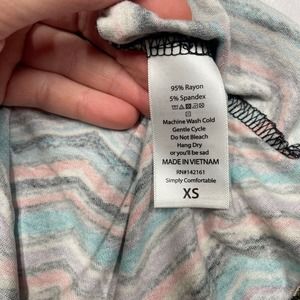 95% Rayon
5% Spandex
Machine Wash Cold
Gentle Cycle
Do Not Bleach
Hang Dry
or you'll be sad
MADE IN VIETNAM
RN#142161
Simply Comfortable
XS